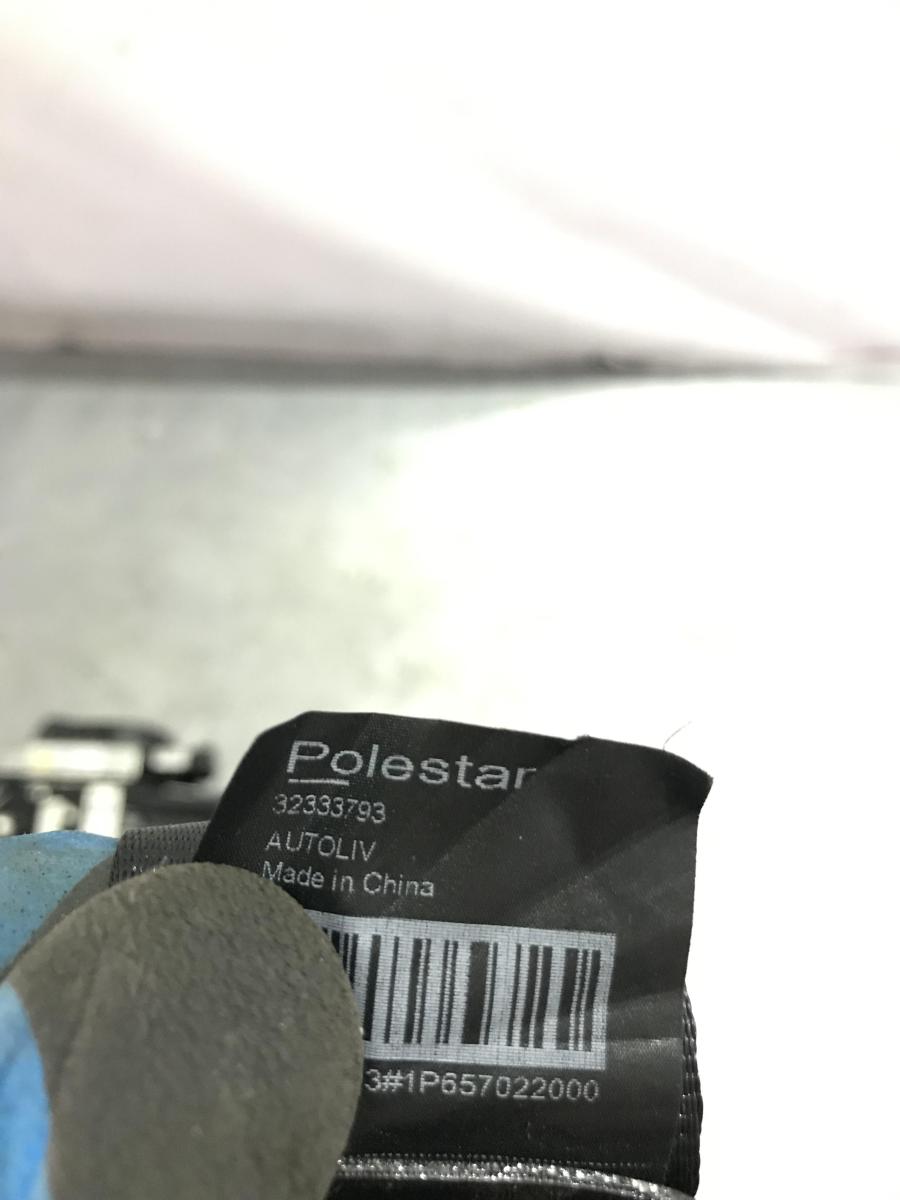 Polestar
32333793
AUTOLIV
Made in China
3#1P657022000